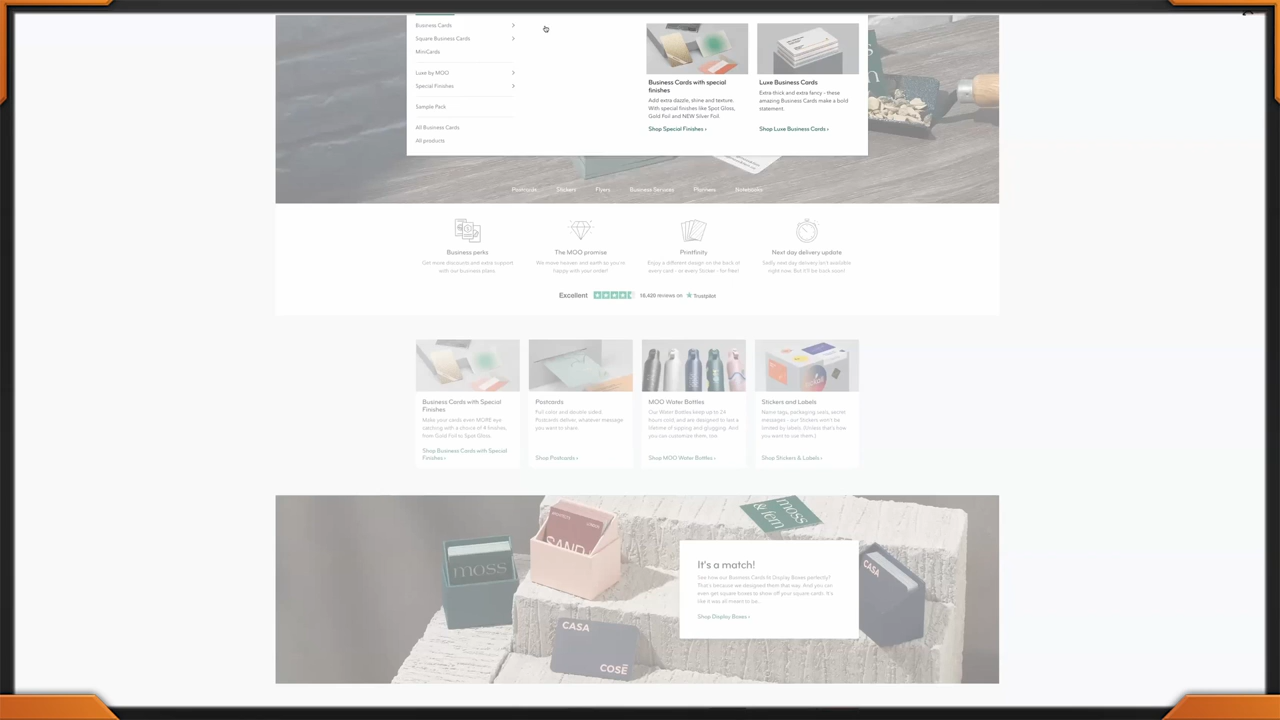 Business Cards
Square Business Cards
MiniCards
Luxe by MOO
Special Finishes
Sample Pack
All Business Cards
All products
Business Cards with special
finishes
Add extra dazzle, shine and texture.
With special finishes like Spot Gloss,
Gold Foil and NEW Silver Foil.
Shop Special Finishes ›
Luxe Business Cards
Extra thick and extra fancy - these
amazing Business Cards make a bold
statement.
Shop Luxe Business Cards ›
Postcards
Stickers
Flyers
Business Services
Planners
Notebooks
Business perks
Get more discounts and extra support
with our business plans.
The MOO promise
We move heaven and earth so you're
happy with your order!
Printfinity
Enjoy a different design on the back of
every card - or every Sticker - for free!
Next day delivery update
Sadly next day delivery isn't available
right now. But it'll be back soon!
Excellent
16,420 reviews on
Trustpilot
Business Cards with Special
Finishes
Make your cards even MORE eye
catching with a choice of 4 finishes,
from Gold Foil to Spot Gloss.
Shop Business Cards with Special
Finishes ›
Postcards
Full color and double sided
Postcards deliver, whatever message
you want to share.
Shop Postcards ›
MOO Water Bottles
Our Water Bottles keep up to 24
hours cold, and are designed to last a
lifetime of sipping and glugging. And
you can customize them, too.
Shop MOO Water Bottles ›
Stickers and Labels
Name tags, packaging seals, secret
messages - our Stickers won't be
limited by labels. (Unless that's how
you want to use them.)
Shop Stickers & Labels ›
moss
SAND
moss
& fern
CASA
COSE
CASA
It's a match!
See how our Business Cards fit Display Boxes perfectly?
That's because we designed them that way. And you can
even get square boxes to show off your square cards. It's
like it was all meant to be.
Shop Display Boxes ›